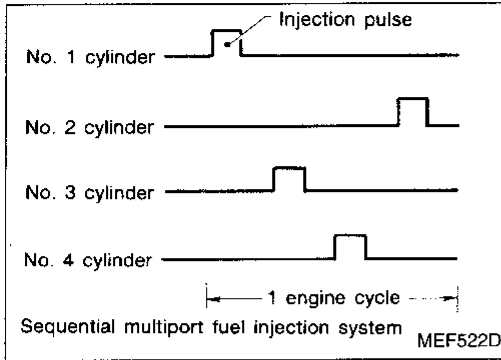 Injection pulse
No. 1 cylinder
No. 2 cylinder
No. 3 cylinder
No. 4 cylinder
1 engine cycle
Sequential multiport fuel injection system
MEF522D